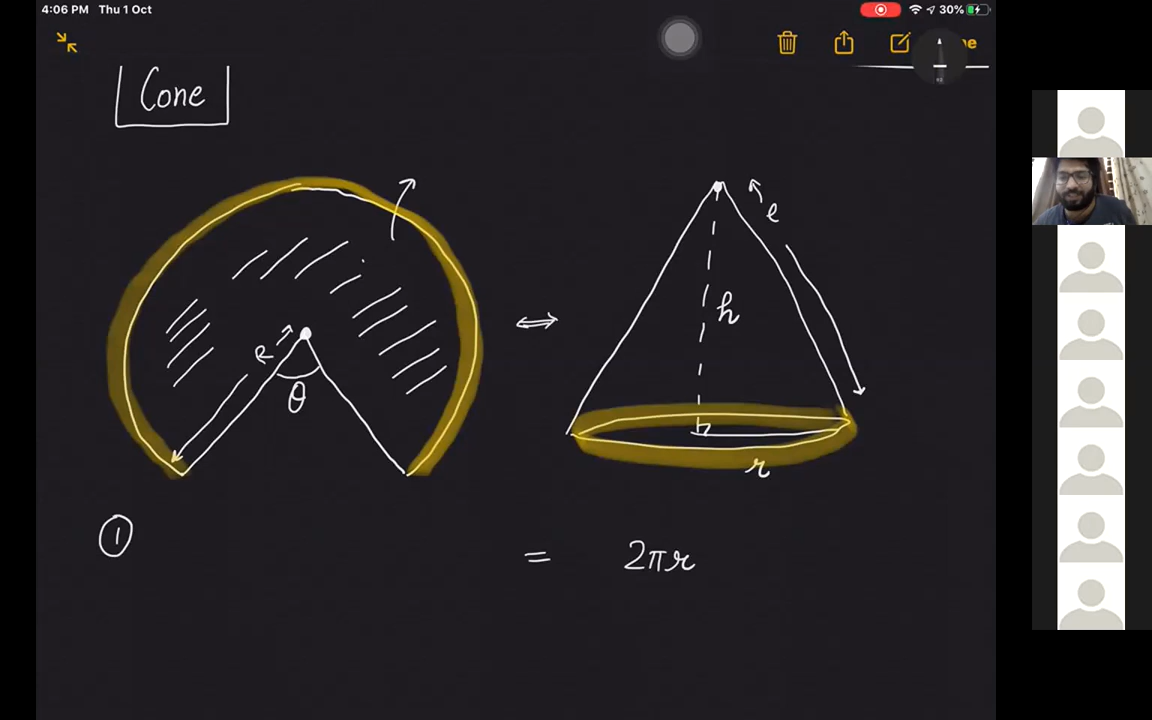 4:06 PM Thu 1 Oct
30%
Cone
R
θ
⇔
l
h
r
① = 2πr